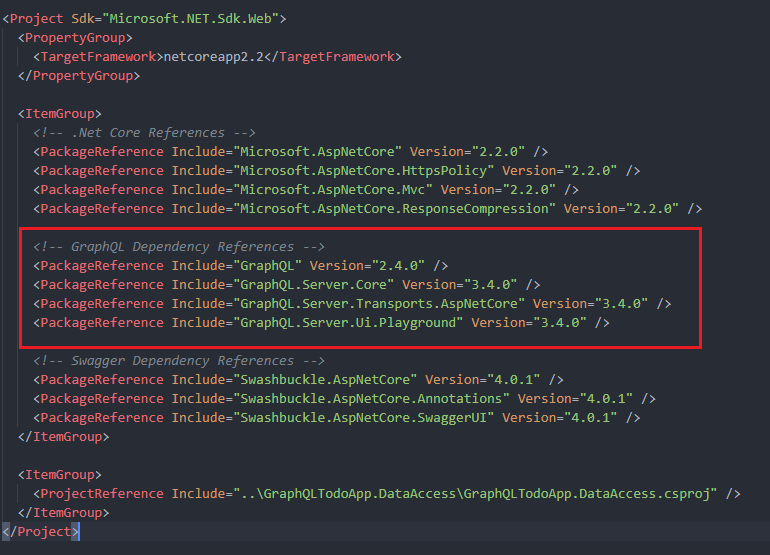 <Project Sdk="Microsoft.NET.Sdk.Web">
<PropertyGroup>
<TargetFramework>netcoreapp2.2</TargetFramework>
</PropertyGroup>
<ItemGroup>
<!-- .Net Core References -->
<PackageReference Include="Microsoft.AspNetCore" Version="2.2.0" />
<PackageReference Include="Microsoft.AspNetCore.HttpsPolicy" Version="2.2.0" />
<PackageReference Include="Microsoft.AspNetCore.Mvc" Version="2.2.0" />
<PackageReference Include="Microsoft.AspNetCore.ResponseCompression" Version="2.2.0" />
<!-- GraphQL Dependency References -->
<PackageReference Include="GraphQL" Version="2.4.0" />
<PackageReference Include="GraphQL.Server.Core" Version="3.4.0" />
<PackageReference Include="GraphQL.Server.Transports.AspNetCore" Version="3.4.0" />
<PackageReference Include="GraphQL.Server.Ui.Playground" Version="3.4.0" />
<!-- Swagger Dependency References -->
<PackageReference Include="Swashbuckle.AspNetCore" Version="4.0.1" />
<PackageReference Include="Swashbuckle.AspNetCore.Annotations" Version="4.0.1" />
<PackageReference Include="Swashbuckle.AspNetCore.SwaggerUI" Version="4.0.1" />
</ItemGroup>
<ItemGroup>
<ProjectReference Include="..\GraphQLTodoApp.DataAccess\GraphQLTodoApp.DataAccess.csproj" />
</ItemGroup>
</Project>